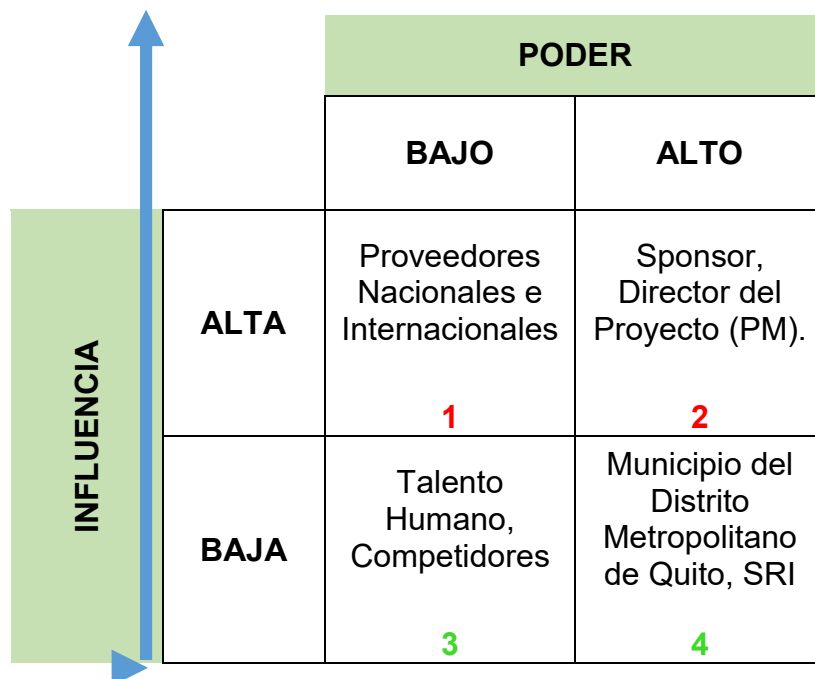 PODER
BAJO
ALTO
INFLUENCIA
ALTA
Proveedores
Nacionales e
Internacionales
1
Sponsor,
Director del
Proyecto (PM).
2
BAJA
Talento
Humano,
Competidores
3
Municipio del
Distrito
Metropolitano
de Quito, SRI
4